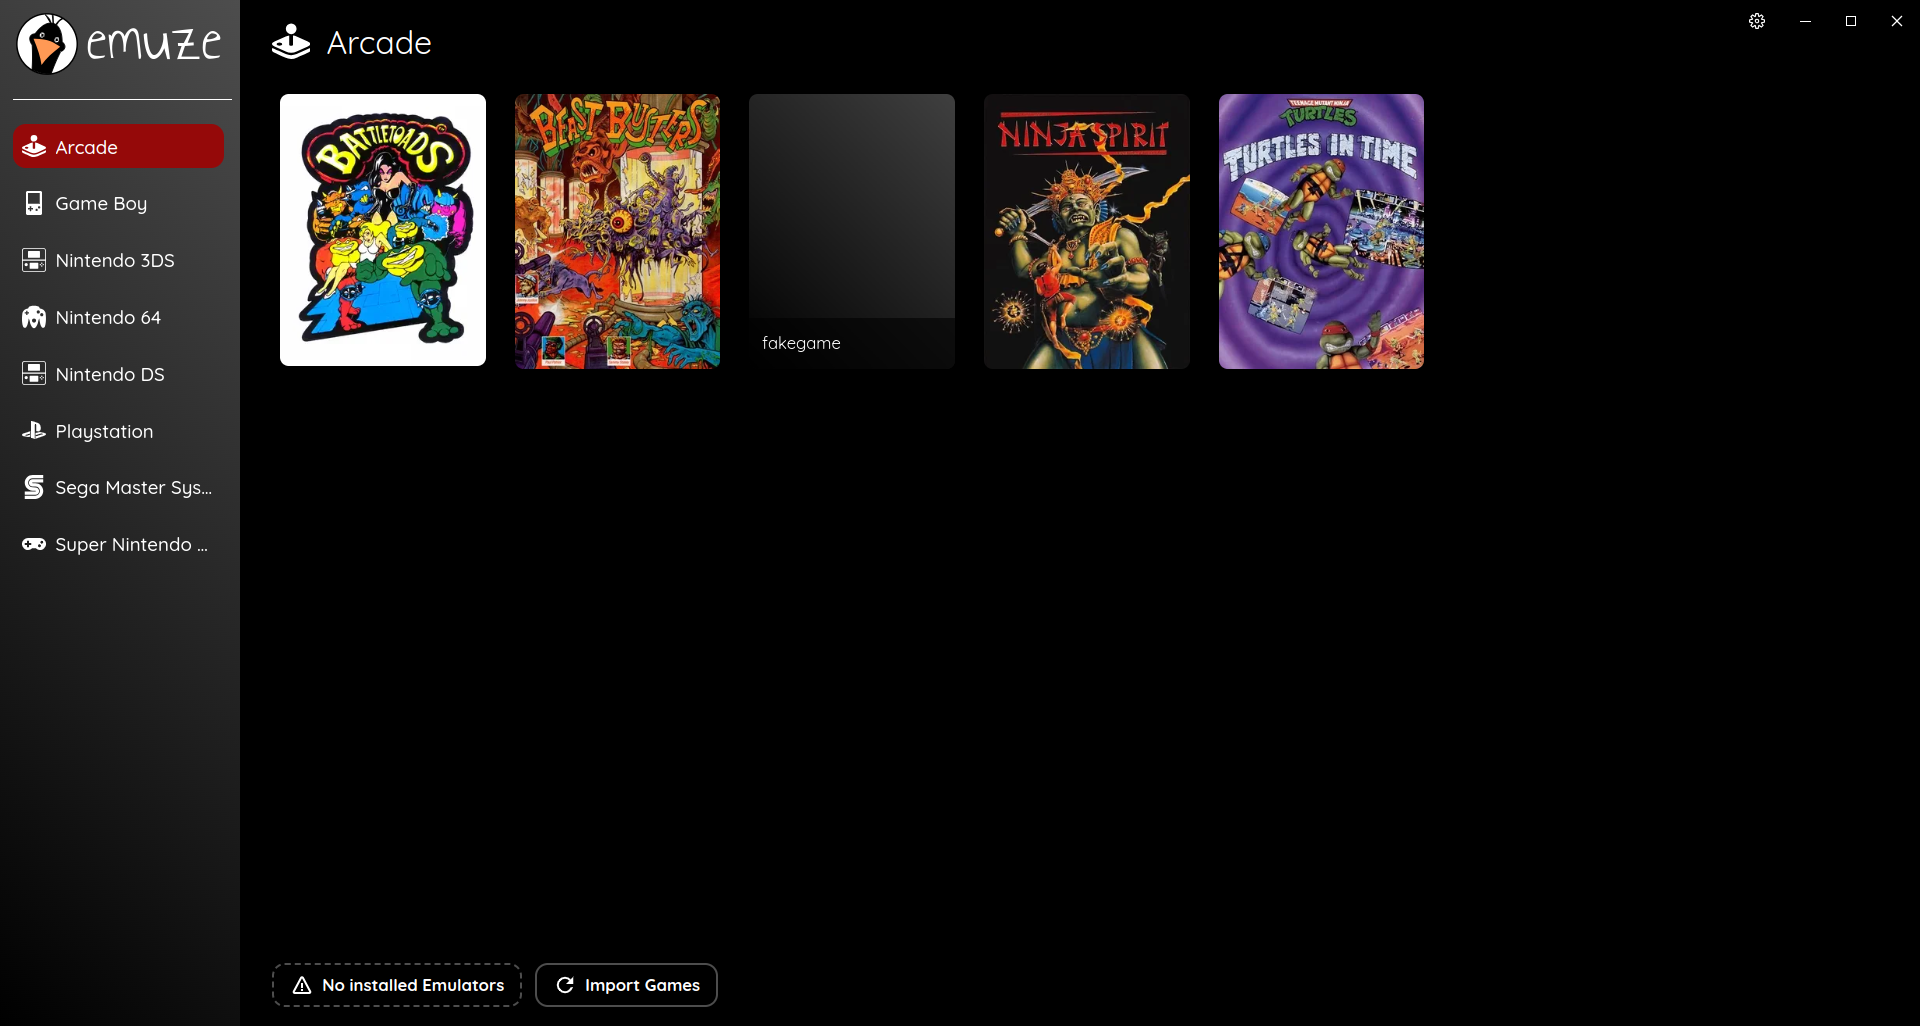 emuze
Arcade
Game Boy
Nintendo 3DS
Nintendo 64
Nintendo DS
Playstation
Sega Master Sys...
Super Nintendo ...
Arcade
BATTLETOADS
BEAST BUSTERS
fakegame
NINJA SPIRIT
TEENAGE MUTANT NINJA
TURTLES
TURTLES IN TIME
No installed Emulators
Import Games